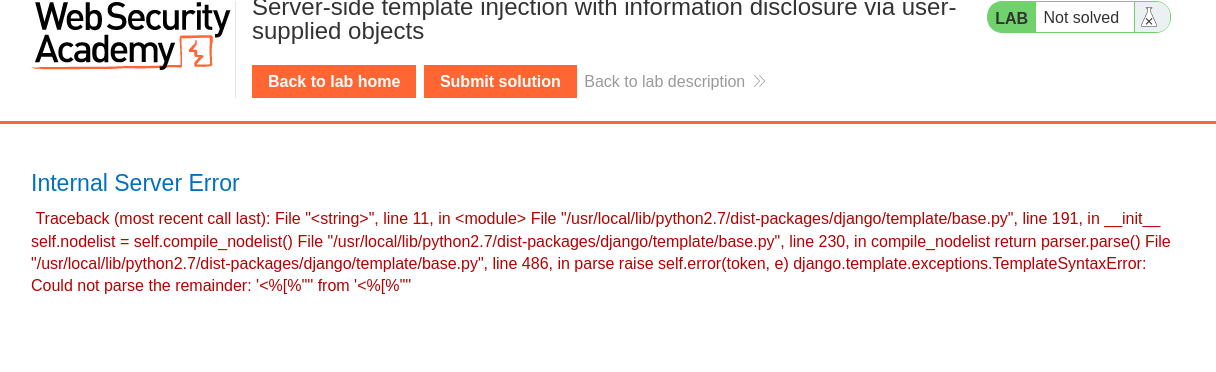 Web Security
Academy
Server-side template injection with information disclosure via user-
supplied objects
LAB Not solved
Back to lab home Submit solution Back to lab description
Internal Server Error
Traceback (most recent call last): File "<string>", line 11, in <module> File "/usr/local/lib/python2.7/dist-packages/django/template/base.py", line 191, in __init__
self.nodelist = self.compile_nodelist() File "/usr/local/lib/python2.7/dist-packages/django/template/base.py", line 230, in compile_nodelist return parser.parse() File
"/usr/local/lib/python2.7/dist-packages/django/template/base.py", line 486, in parse raise self.error(token, e) django.template.exceptions.TemplateSyntaxError:
Could not parse the remainder: '<%[%'"' from '<%[%'"'